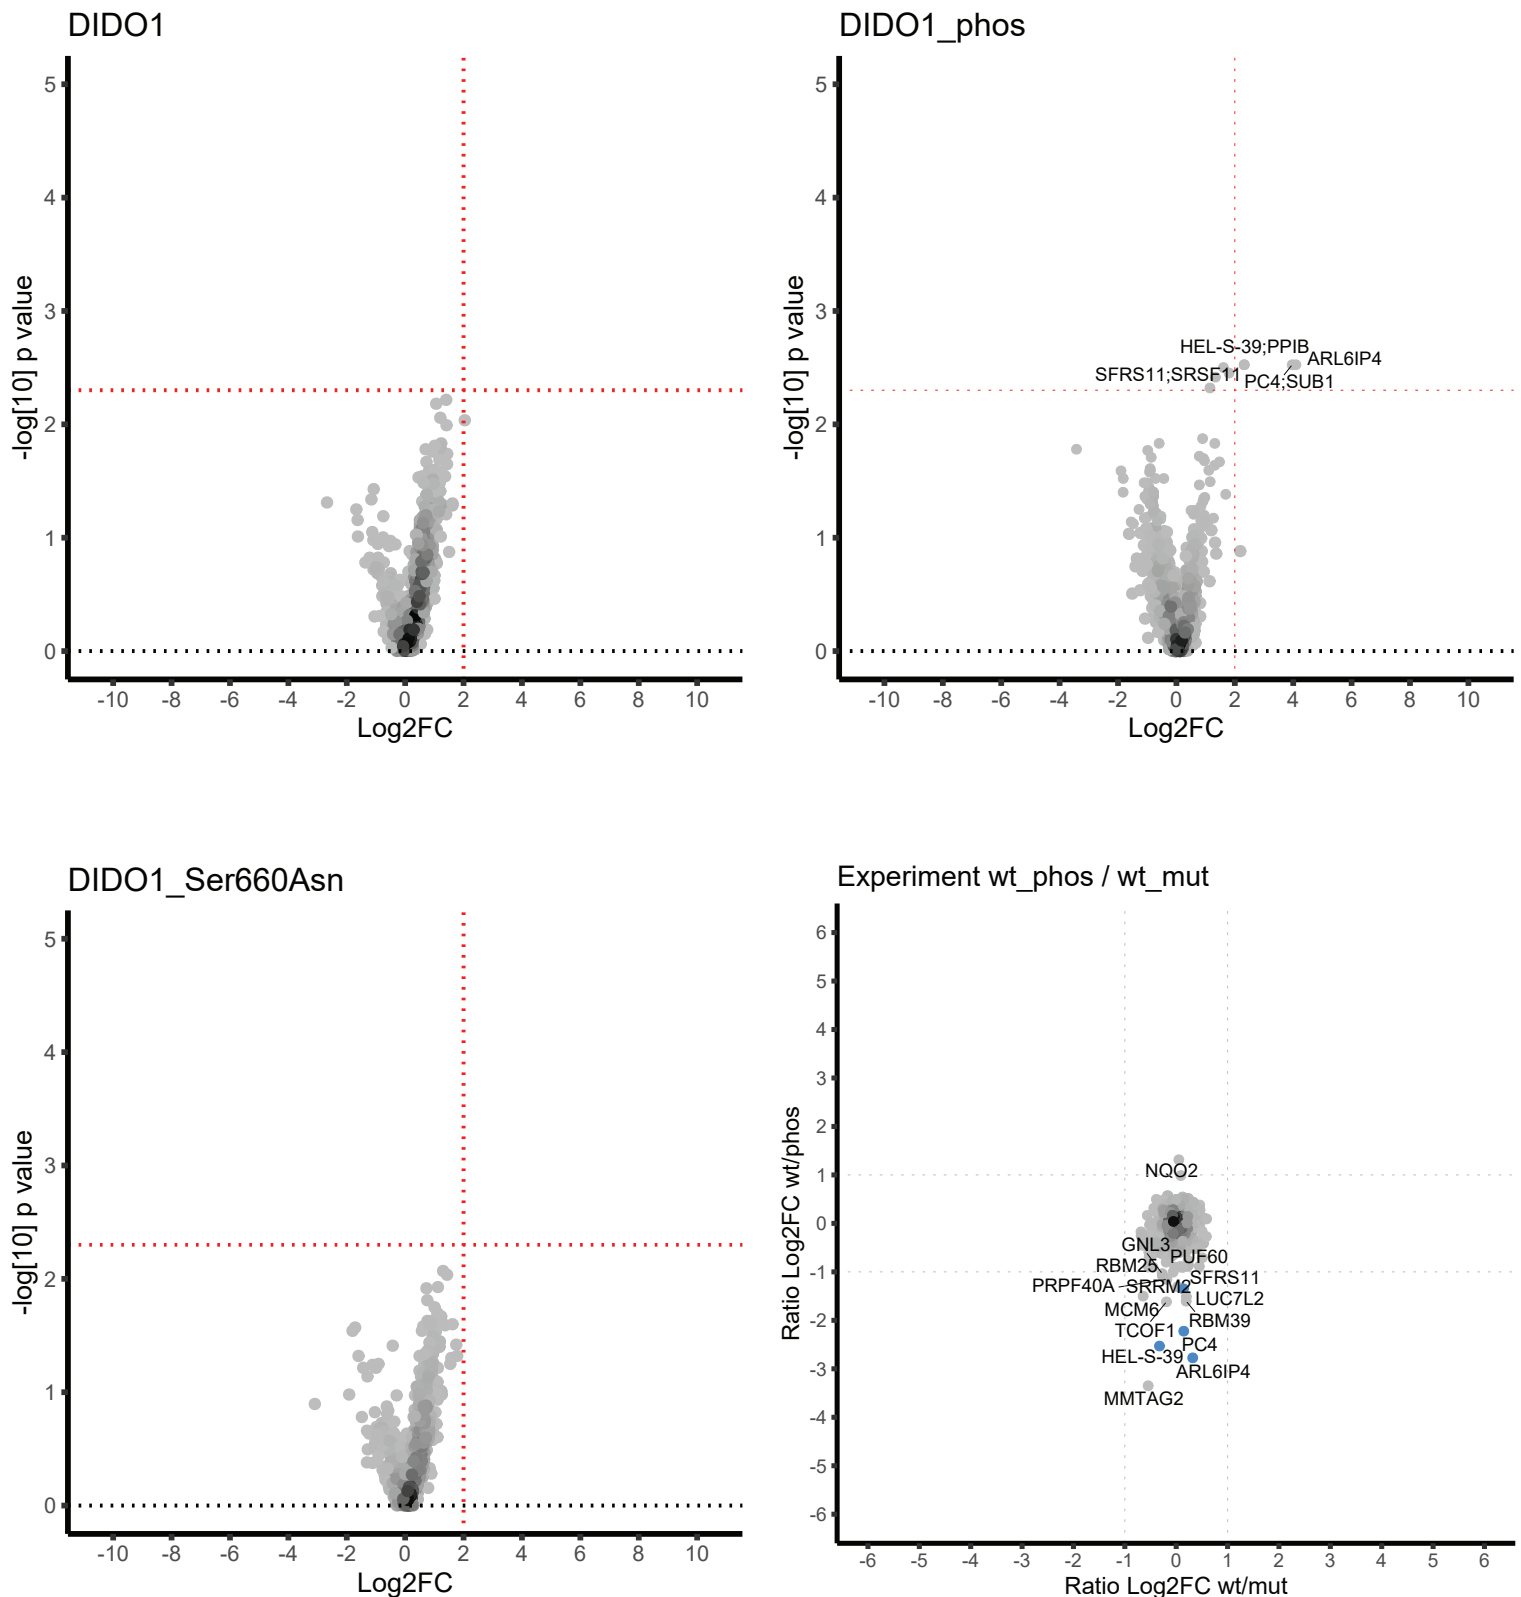 DIDO1
5
4
3
2
1
0
-log[10] p value
-10 -8 -6 -4 -2 0 2 4 6 8 10
Log2FC
DIDO1_phos
5
4
3
2
1
0
-log[10] p value
HEL-S-39;PPIB
ARL6IP4
SFRS11;SRSF11
PC4;SUB1
-10 -8 -6 -4 -2 0 2 4 6 8 10
Log2FC
DIDO1_Ser660Asn
5
4
3
2
1
0
-log[10] p value
-10 -8 -6 -4 -2 0 2 4 6 8 10
Log2FC
Experiment wt_phos / wt_mut
6
5
4
3
2
1
0
-1
-2
-3
-4
-5
-6
Ratio Log2FC wt/phos
NQO2
GNL3
PUF60
RBM25
SFRS11
PRPF40A
SRRM2
LUC7L2
MCM6
RBM39
TCOF1
PC4
HEL-S-39
ARL6IP4
MMTAG2
-6 -5 -4 -3 -2 -1 0 1 2 3 4 5 6
Ratio Log2FC wt/mut